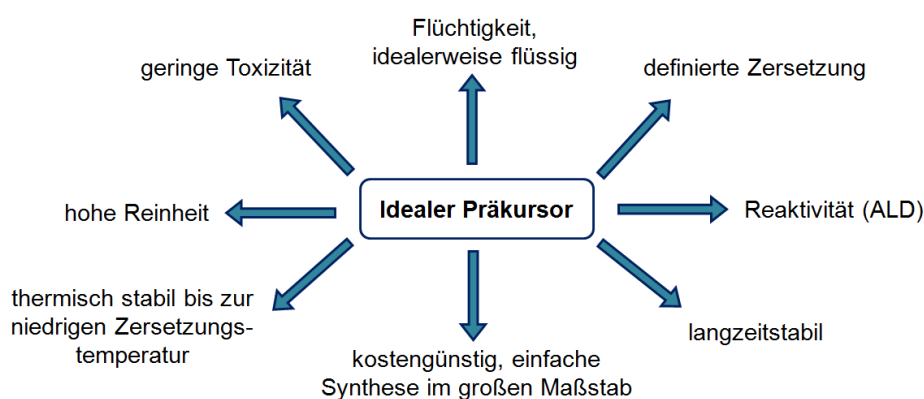 Flüchtigkeit,
idealerweise flüssig
geringe Toxizität
definierte Zersetzung
hohe Reinheit
Idealer Präkursor
Reaktivität (ALD)
thermisch stabil bis zur
niedrigen Zersetzungs-
temperatur
kostengünstig, einfache
Synthese im großen Maßstab
langzeitstabil